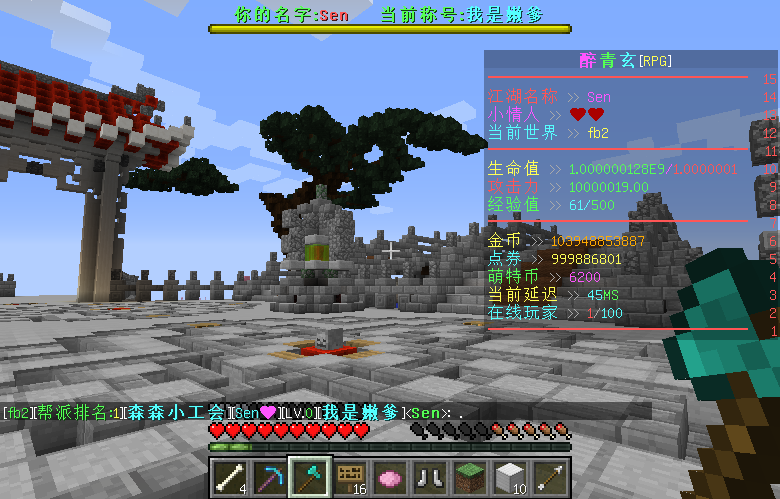 你的名字:Sen 当前称号:我是嫩爹
醉青玄[RPG]
15
江湖名称 >> Sen 14
小情人 >> ❤❤ 13
当前世界 >> fb2 12
11
生命值 >> 1.000000128E9/1.0000001 10
攻击力 >> 10000019.00 9
经验值 >> 61/500 8
7
金币 >> 103948853887 6
点券 >> 999886801 5
萌特币 >> 6200 4
当前延迟 >> 45MS 3
在线玩家 >> 1/100 2
1
[fb2][帮派排名:1][森森小工会][Sen❤][LV.0][我是嫩爹]<Sen>: .
4 16 10